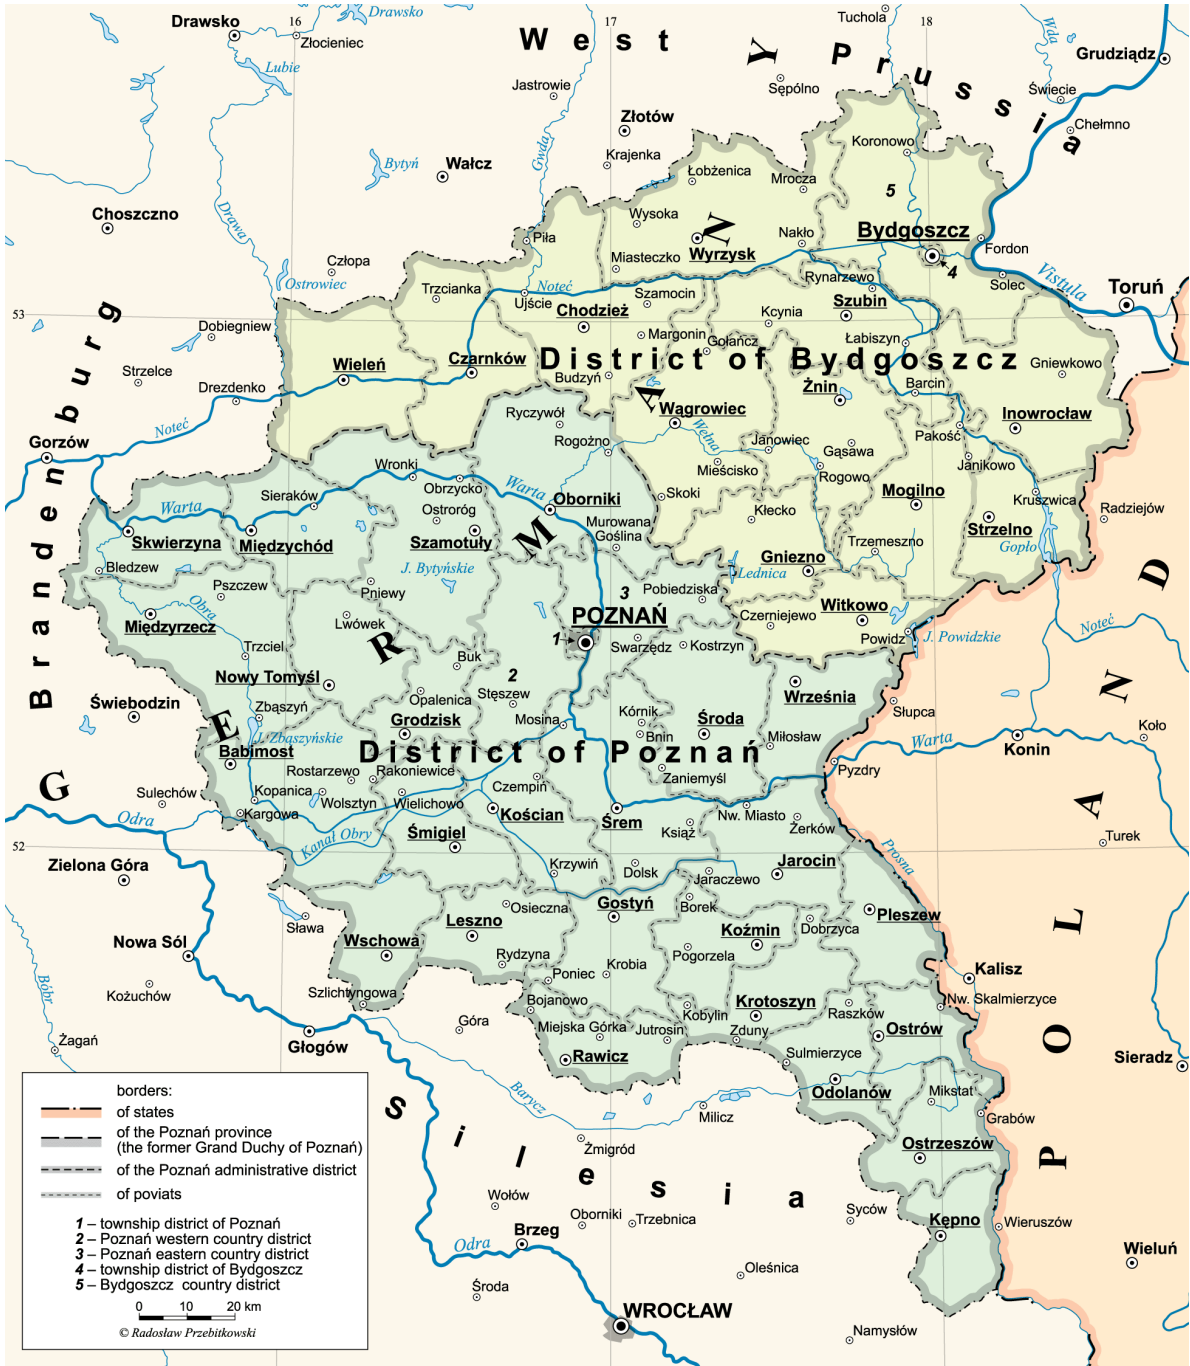 16
17
18
Drawsko
Drawsko
Złocieniec
Lubie
West
Y
Prussia
Tuchola
Wda
Grudziądz
Jastrowie
Sępólno
Świecie
Chełmno
Złotów
Krajenka
Gwda
Koronowo
Bytyń
Wałcz
Łobżenica
Mrocza
5
Choszczno
Drawa
Wysoka
N
Piła
Wyrzysk
Nakło
Bydgoszcz
Fordon
4
Człopa
Ostrowiec
Miasteczko
Rynarzewo
Solec
Vistula
Toruń
Trzcianka
Noteć
Ujście
Szamocin
Szubin
53
Chodzież
Kcynia
Dobiegniew
Margonin
Gołańcz
Łabiszyn
Brandenburg
Wieleń
Czarnków
District of Bydgoszcz
Gniewkowo
Strzelce
Budzyń
A
Żnin
Barcin
Drezdenko
Ryczywół
Wągrowiec
Inowrocław
Noteć
Rogożno
Wełna
Janowiec
Pakość
Gorzów
Gąsawa
Janikowo
Wronki
Mieścisko
Rogowo
Obrzycko
Warta
Sieraków
Skoki
Mogilno
Kruszwica
Warta
Oborniki
Kłecko
Radziejów
Ostroróg
Murowana
Goślina
Strzelno
Skwierzyna
Międzychód
Szamotuły
M
Trzemeszno
Gopło
Gniezno
Bledzew
J. Bytyńskie
Lednica
D
Pszczew
Pniewy
3
Pobiedziska
Obra
Witkowo
Międzyrzecz
Lwówek
POZNAŃ
Czerniejewo
Noteć
1
Swarzędz
Kostrzyn
Powidz
J. Powidzkie
Trzciel
R
Buk
2
Nowy Tomyśl
Stęszew
Września
N
Opalenica
Słupca
Świebodzin
Zbąszyń
Grodzisk
Mosina
Kórnik
Bnin
Środa
Koło
E
J. Zbąszyńskie
Miłosław
Warta
Konin
Babimost
District of Poznań
Pyzdry
G
Rostarzewo
Rakoniewice
Zaniemyśl
Sulechów
Kopanica
Wolsztyn
Wielichowo
Czempiń
A
Odra
Kargowa
Kościan
Śrem
Nw. Miasto
Żerków
Kanał Obry
Śmigiel
Książ
Turek
52
Prosna
Zielona Góra
Krzywiń
Dolsk
Jaraczewo
Jarocin
Borek
Sława
Osieczna
Gostyń
Pleszew
L
Leszno
Koźmin
Dobrzyca
Nowa Sól
Wschowa
Pogorzela
Rydzyna
Poniec
Krobia
Kalisz
Bóbr
Kożuchów
Szlichtyngowa
Bojanowo
Kobylin
Krotoszyn
Raszków
Nw. Skalmierzyce
Góra
Miejska Górka
Jutrosin
Zduny
Ostrów
O
Żagań
Głogów
Rawicz
Sulmierzyce
Sieradz
Odolanów
Mikstat
Barycz
Silesia
Milicz
Grabów
Żmigród
Ostrzeszów
P
Wołów
Oborniki
Trzebnica
Syców
Kępno
Wieruszów
Brzeg
Odra
Wieluń
Oleśnica
Środa
WROCŁAW
Namysłów
borders:
of states
of the Poznań province
(the former Grand Duchy of Poznań)
of the Poznań administrative district
of poviats
1 – township district of Poznań
2 – Poznań western country district
3 – Poznań eastern country district
4 – township district of Bydgoszcz
5 – Bydgoszcz country district
0 10 20 km
© Radosław Przebitkowski